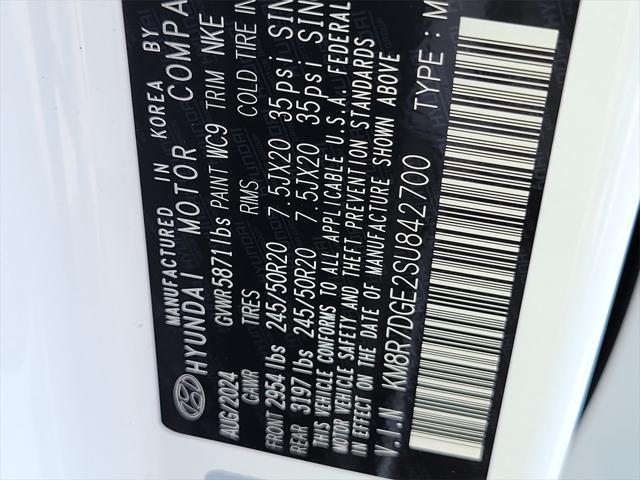 MANUFACTURED IN KOREA BY
HYUNDAI MOTOR COMPA
AUG/2024 GVWR5871lbs PAINT WC9 TRIM NKE
GAWR TIRES RIMS COLD TIRE IN
FRONT 2954 lbs 245/50R20 7.5JX20 35psi SIN
REAR 3197 lbs 245/50R20 7.5JX20 35psi SIN
THIS VEHICLE CONFORMS TO ALL APPLICABLE U.S.A. FEDERAL
MOTOR VEHICLE SAFETY AND THEFT PREVENTION STANDARDS
IN EFFECT ON THE DATE OF MANUFACTURE SHOWN ABOVE
V.I.N KM8R7DGE2SU842700 TYPE : M